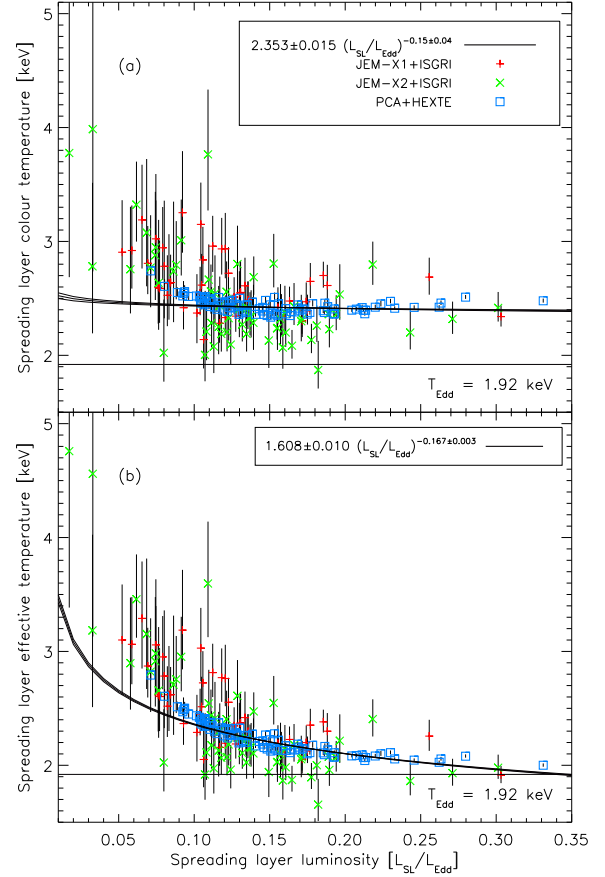 5
4
3
2
Spreading layer colour temperature [keV]
(a)
2.353±0.015 (L_SL/L_Edd)^−0.15±0.04
JEM−X1+ISGRI
JEM−X2+ISGRI
PCA+HEXTE
T_Edd = 1.92 keV
5
4
3
2
Spreading layer effective temperature [keV]
(b)
1.608±0.010 (L_SL/L_Edd)^−0.167±0.003
T_Edd = 1.92 keV
0.05 0.10 0.15 0.20 0.25 0.30 0.35
Spreading layer luminosity [L_SL/L_Edd]